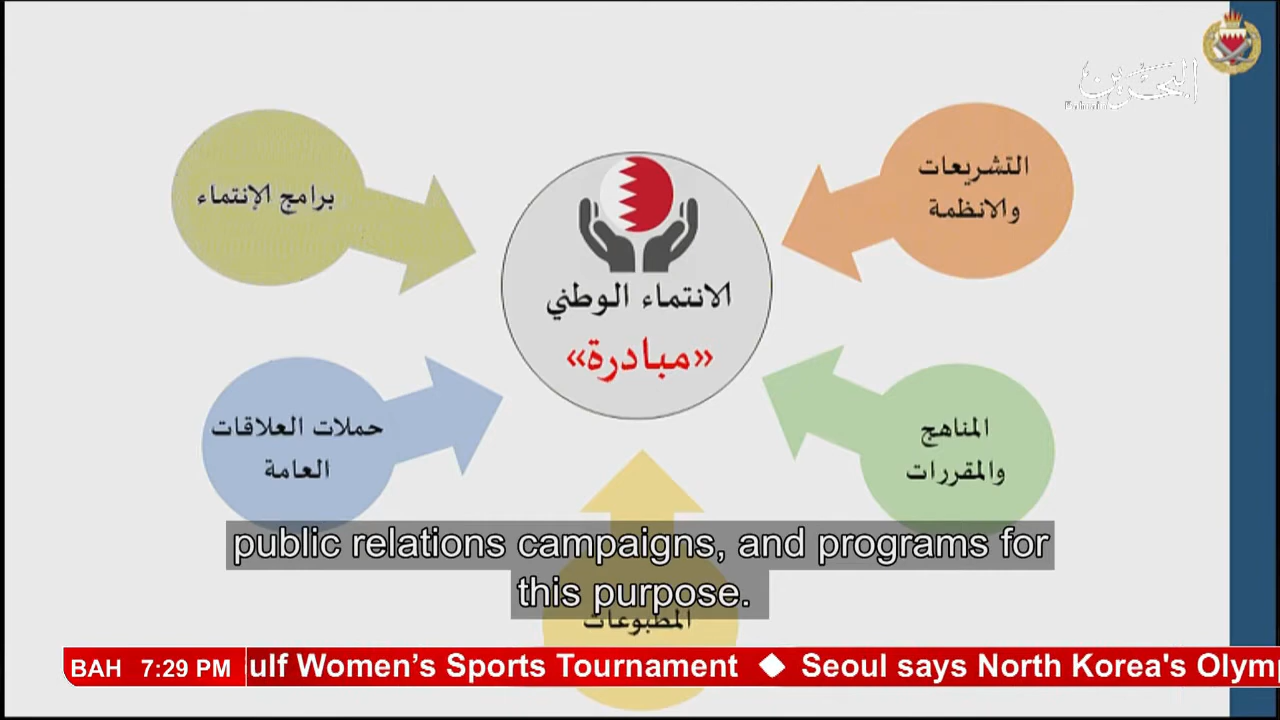 البحرين
Bahrain
التشريعات
والانظمة
برامج الإنتماء
الانتماء الوطني
«مبادرة»
المناهج
والمقررات
حملات العلاقات
العامة
public relations campaigns, and programs for
this purpose.
المطبوعات
BAH 7:29 PM
ulf Women’s Sports Tournament ◆ Seoul says North Korea's Olymp